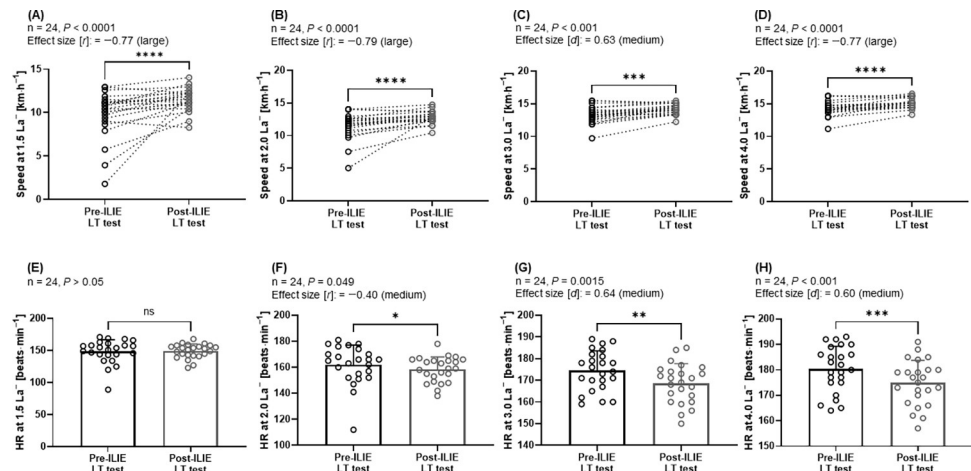 (A)
n = 24, P < 0.0001
Effect size [r]: = −0.77 (large)
****
Speed at 1.5 La⁻ [km·h⁻¹]
15
10
5
0
Pre-ILIE
LT test
Post-ILIE
LT test
(B)
n = 24, P < 0.0001
Effect size [r]: = −0.79 (large)
****
Speed at 2.0 La⁻ [km·h⁻¹]
20
15
10
5
0
Pre-ILIE
LT test
Post-ILIE
LT test
(C)
n = 24, P < 0.001
Effect size [d]: = 0.63 (medium)
***
Speed at 3.0 La⁻ [km·h⁻¹]
20
15
10
5
0
Pre-ILIE
LT test
Post-ILIE
LT test
(D)
n = 24, P < 0.0001
Effect size [r]: = −0.77 (large)
****
Speed at 4.0 La⁻ [km·h⁻¹]
20
15
10
5
0
Pre-ILIE
LT test
Post-ILIE
LT test
(E)
n = 24, P > 0.05
ns
HR at 1.5 La⁻ [beats·min⁻¹]
200
150
100
50
0
Pre-ILIE
LT test
Post-ILIE
LT test
(F)
n = 24, P = 0.049
Effect size [r]: = −0.40 (medium)
*
HR at 2.0 La⁻ [beats·min⁻¹]
200
180
160
140
120
100
Pre-ILIE
LT test
Post-ILIE
LT test
(G)
n = 24, P = 0.0015
Effect size [d]: = 0.64 (medium)
**
HR at 3.0 La⁻ [beats·min⁻¹]
200
190
180
170
160
150
140
Pre-ILIE
LT test
Post-ILIE
LT test
(H)
n = 24, P < 0.001
Effect size [d]: = 0.60 (medium)
***
HR at 4.0 La⁻ [beats·min⁻¹]
200
190
180
170
160
150
Pre-ILIE
LT test
Post-ILIE
LT test